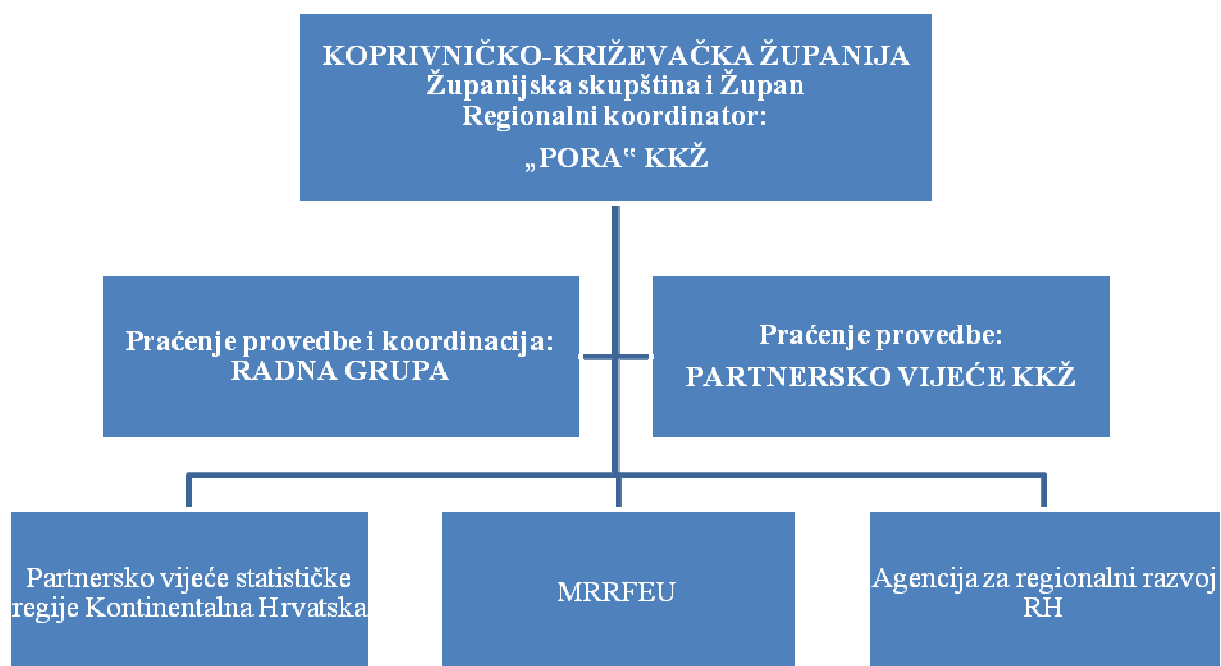 KOPRIVNIČKO-KRIŽEVAČKA ŽUPANIJA
Županijska skupština i Župan
Regionalni koordinator:
„PORA“ KKŽ
Praćenje provedbe i koordinacija:
RADNA GRUPA
Praćenje provedbe:
PARTNERSKO VIJEĆE KKŽ
Partnersko vijeće statističke
regije Kontinentalna Hrvatska
MRRFEU
Agencija za regionalni razvoj
RH